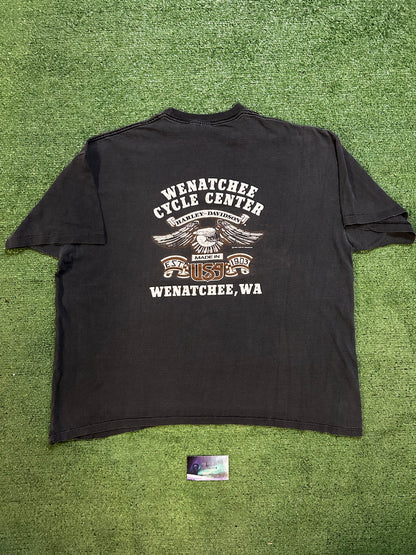 WENATCHEE
CYCLE CENTER
HARLEY-DAVIDSON
MADE IN
EST. USA 1903
WENATCHEE, WA